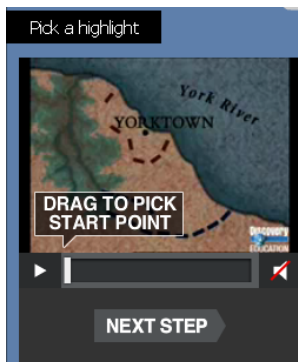 Pick a highlight
York River
YORKTOWN
DRAG TO PICK
START POINT
Discovery
EDUCATION
NEXT STEP